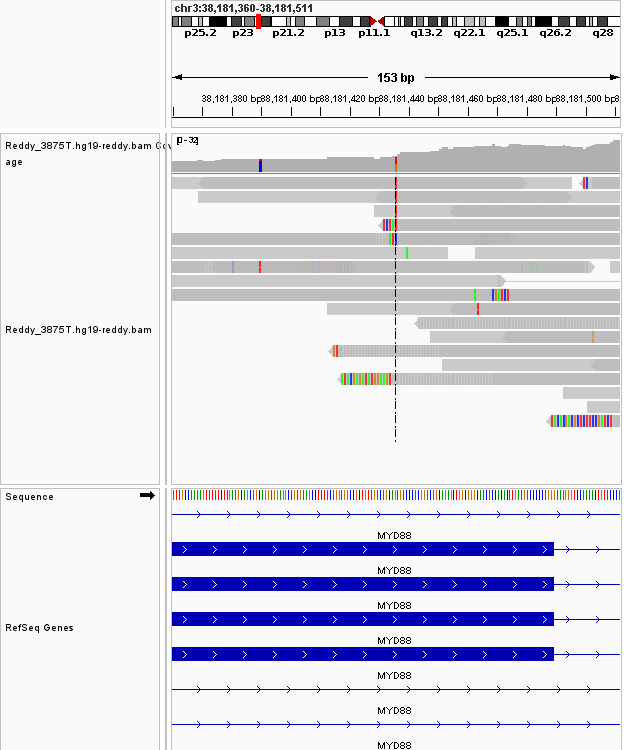 chr3:38,181,360-38,181,511
p25.2 p23 p21.2 p13 p11.1 q13.2 q22.1 q25.1 q26.2 q28
153 bp
38,181,380 bp 38,181,400 bp 38,181,420 bp 38,181,440 bp 38,181,460 bp 38,181,480 bp 38,181,500 bp
Reddy_3875T.hg19-reddy.bam Cov
age
[0-32]
Reddy_3875T.hg19-reddy.bam
Sequence
MYD88
MYD88
MYD88
RefSeq Genes
MYD88
MYD88
MYD88
MYD88